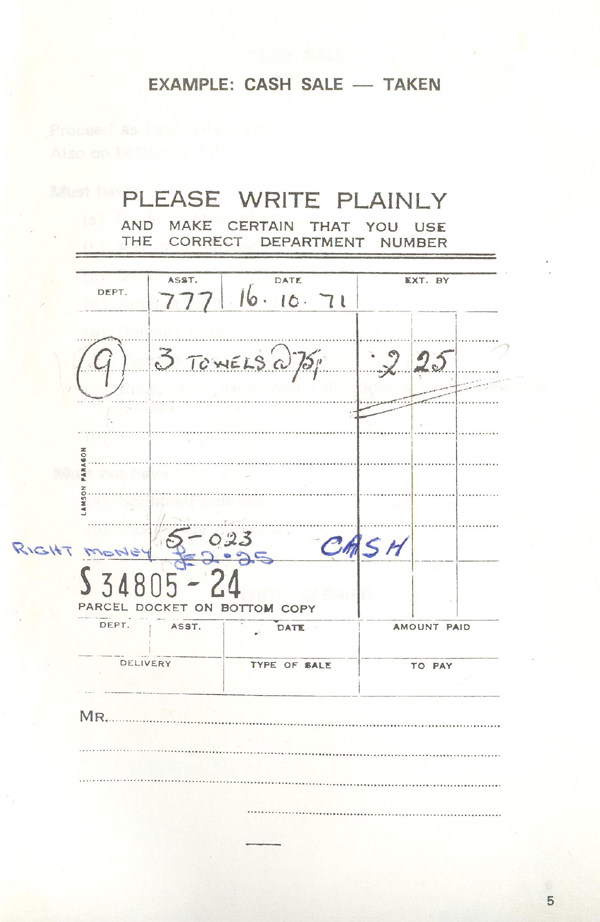 EXAMPLE: CASH SALE — TAKEN
PLEASE WRITE PLAINLY
AND MAKE CERTAIN THAT YOU USE
THE CORRECT DEPARTMENT NUMBER
DEPT. ASST. DATE EXT. BY
777 16.10.71
9 3 TOWELS @ 75p 2 25
LAMSON PARAGON
5-023
RIGHT MONEY £2.25 CASH
S 34805-24
PARCEL DOCKET ON BOTTOM COPY
DEPT. ASST. DATE AMOUNT PAID
DELIVERY TYPE OF SALE TO PAY
MR.
5